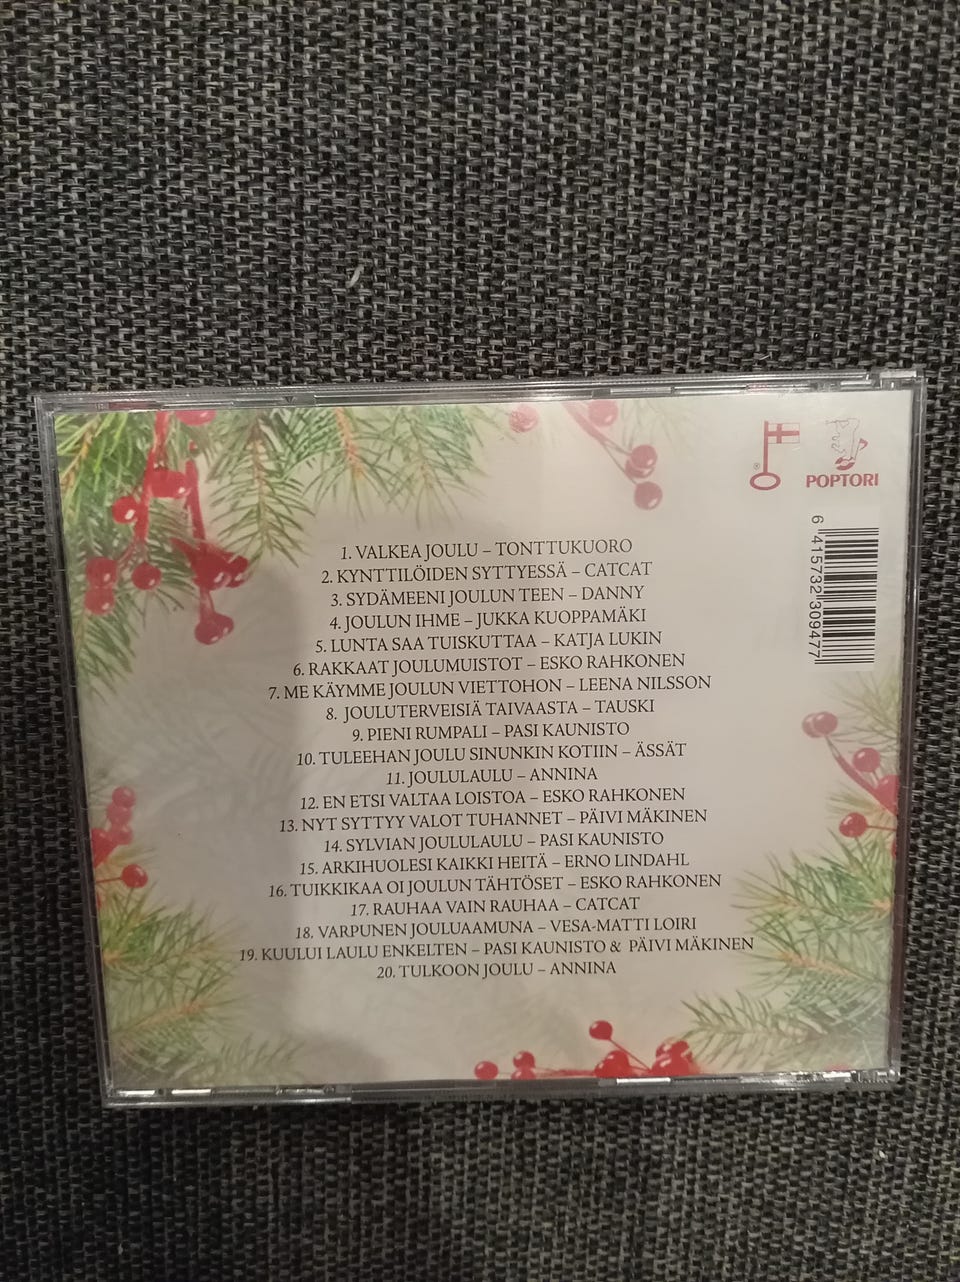 ®
POPTORI
6 415732 309477
1. VALKEA JOULU – TONTTUKUORO
2. KYNTTILÖIDEN SYTTYESSÄ – CATCAT
3. SYDÄMEENI JOULUN TEEN – DANNY
4. JOULUN IHME – JUKKA KUOPPAMÄKI
5. LUNTA SAA TUISKUTTAA – KATJA LUKIN
6. RAKKAAT JOULUMUISTOT – ESKO RAHKONEN
7. ME KÄYMME JOULUN VIETTOHON – LEENA NILSSON
8. JOULUTERVEISIÄ TAIVAASTA – TAUSKI
9. PIENI RUMPALI – PASI KAUNISTO
10. TULEEHAN JOULU SINUNKIN KOTIIN – ÄSSÄT
11. JOULULAULU – ANNINA
12. EN ETSI VALTAA LOISTOA – ESKO RAHKONEN
13. NYT SYTTYY VALOT TUHANNET – PÄIVI MÄKINEN
14. SYLVIAN JOULULAULU – PASI KAUNISTO
15. ARKIHUOLESI KAIKKI HEITÄ – ERNO LINDAHL
16. TUIKKIKAA OI JOULUN TÄHTÖSET – ESKO RAHKONEN
17. RAUHAA VAIN RAUHAA – CATCAT
18. VARPUNEN JOULUAAMUNA – VESA-MATTI LOIRI
19. KUULUI LAULU ENKELTEN – PASI KAUNISTO & PÄIVI MÄKINEN
20. TULKOON JOULU – ANNINA